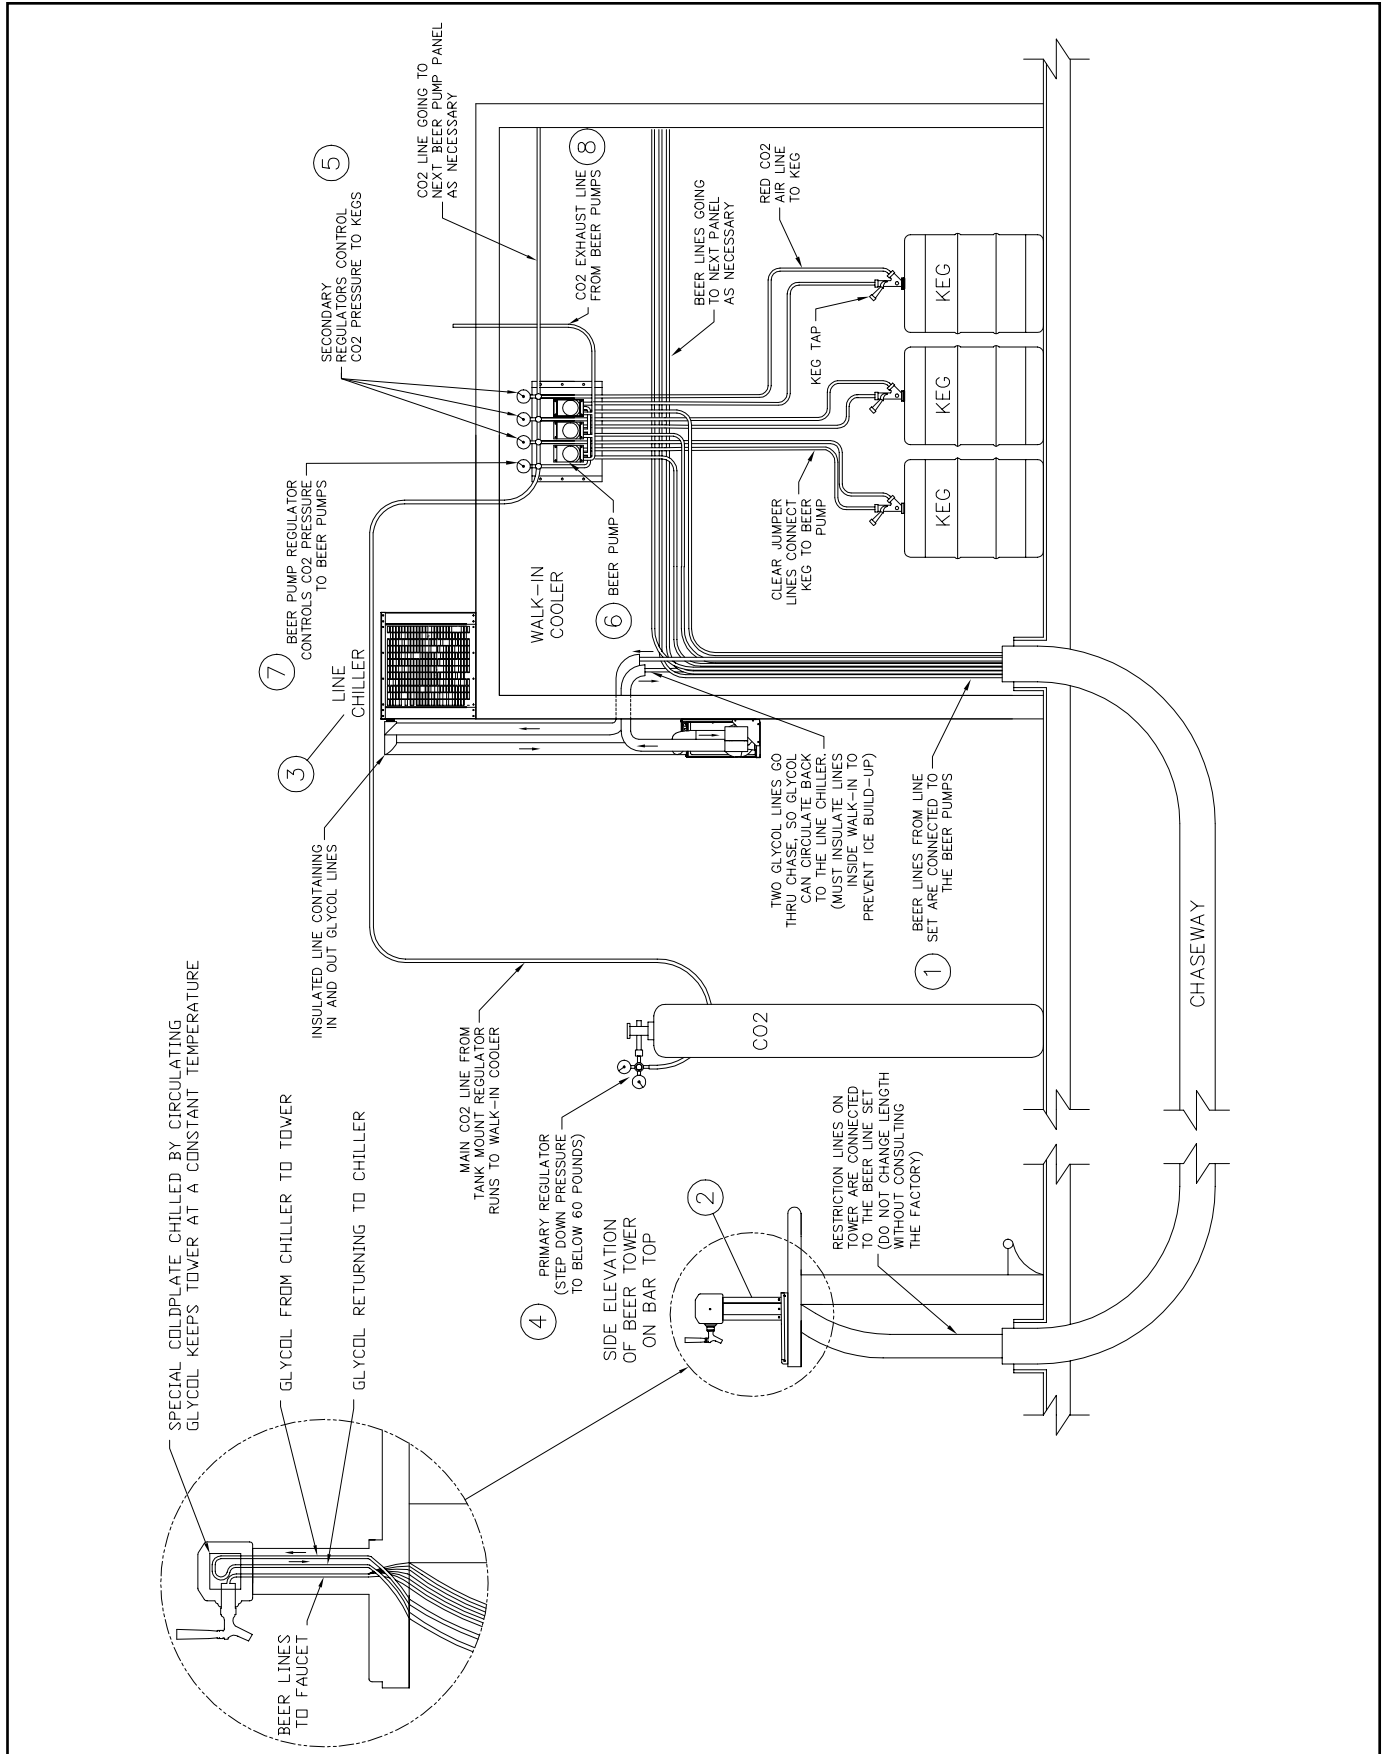 SPECIAL COLDPLATE CHILLED BY CIRCULATING
GLYCOL KEEPS TOWER AT A CONSTANT TEMPERATURE
GLYCOL FROM CHILLER TO TOWER
GLYCOL RETURNING TO CHILLER
BEER LINES
TO FAUCET
INSULATED LINE CONTAINING
IN AND OUT GLYCOL LINES
3
LINE
CHILLER
7
BEER PUMP REGULATOR
CONTROLS CO2 PRESSURE
TO BEER PUMPS
SECONDARY
REGULATORS CONTROL
CO2 PRESSURE TO KEGS
5
CO2 LINE GOING TO
NEXT BEER PUMP PANEL
AS NECESSARY
MAIN CO2 LINE FROM
TANK MOUNT REGULATOR
RUNS TO WALK-IN COOLER
4
PRIMARY REGULATOR
(STEP DOWN PRESSURE
TO BELOW 60 POUNDS)
SIDE ELEVATION
OF BEER TOWER
ON BAR TOP
2
WALK-IN
COOLER
6
BEER PUMP
CO2 EXHAUST LINE
FROM BEER PUMPS
8
BEER LINES GOING
TO NEXT PANEL
AS NECESSARY
RED CO2
AIR LINE
TO KEG
KEG TAP
CLEAR JUMPER
LINES CONNECT
KEG TO BEER
PUMP
TWO GLYCOL LINES GO
THRU CHASE, SO GLYCOL
CAN CIRCULATE BACK
TO THE LINE CHILLER.
(MUST INSULATE LINES
INSIDE WALK-IN TO
PREVENT ICE BUILD-UP)
CO2
RESTRICTION LINES ON
TOWER ARE CONNECTED
TO THE BEER LINE SET
(DO NOT CHANGE LENGTH
WITHOUT CONSULTING
THE FACTORY)
1
BEER LINES FROM LINE
SET ARE CONNECTED TO
THE BEER PUMPS
KEG
KEG
KEG
CHASEWAY